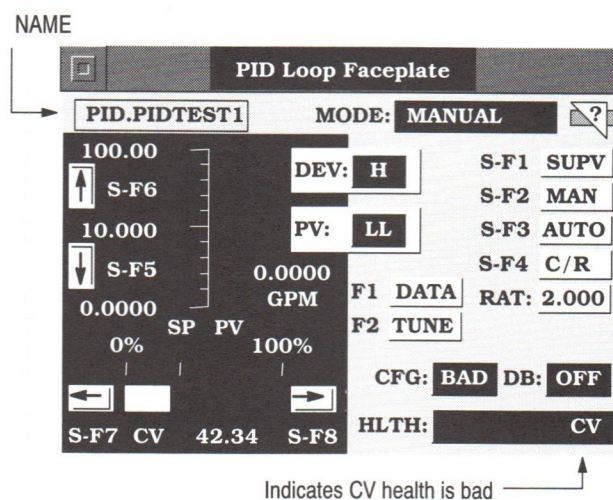 NAME
PID Loop Faceplate
PID.PIDTEST1 MODE: MANUAL ?
100.00 DEV: H S-F1 SUPV
S-F6 S-F2 MAN
10.000 PV: LL S-F3 AUTO
S-F5 0.0000 S-F4 C/R
GPM F1 DATA RAT: 2.000
0.0000 SP PV F2 TUNE
0% 100%
CFG: BAD DB: OFF
S-F7 CV 42.34 S-F8 HLTH: CV
Indicates CV health is bad